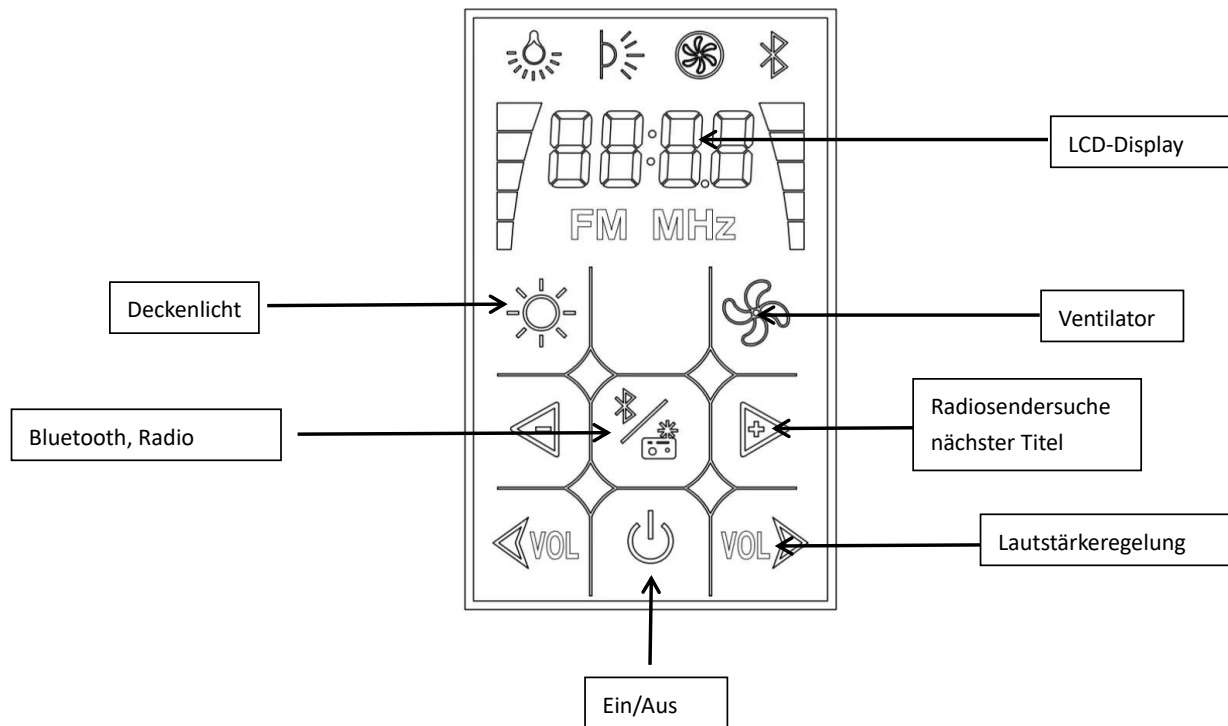 88:8.8
LCD-Display
FM MHz
Deckenlicht
Ventilator
Bluetooth, Radio
-
+
Radiosendersuche
nächster Titel
VOL
VOL
Lautstärkeregelung
Ein/Aus